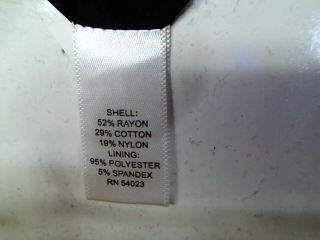 SHELL:
52% RAYON
29% COTTON
19% NYLON
LINING:
95% POLYESTER
5% SPANDEX
RN 54023